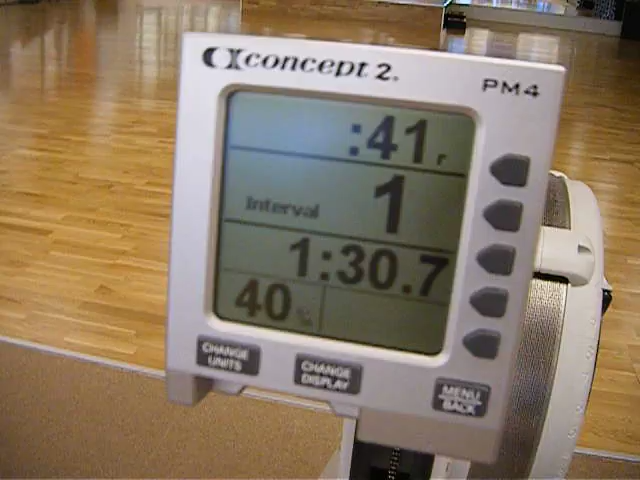 concept 2.
PM4
:41 r
Interval 1
1:30.7
40
CHANGE UNITS
CHANGE DISPLAY
MENU BACK